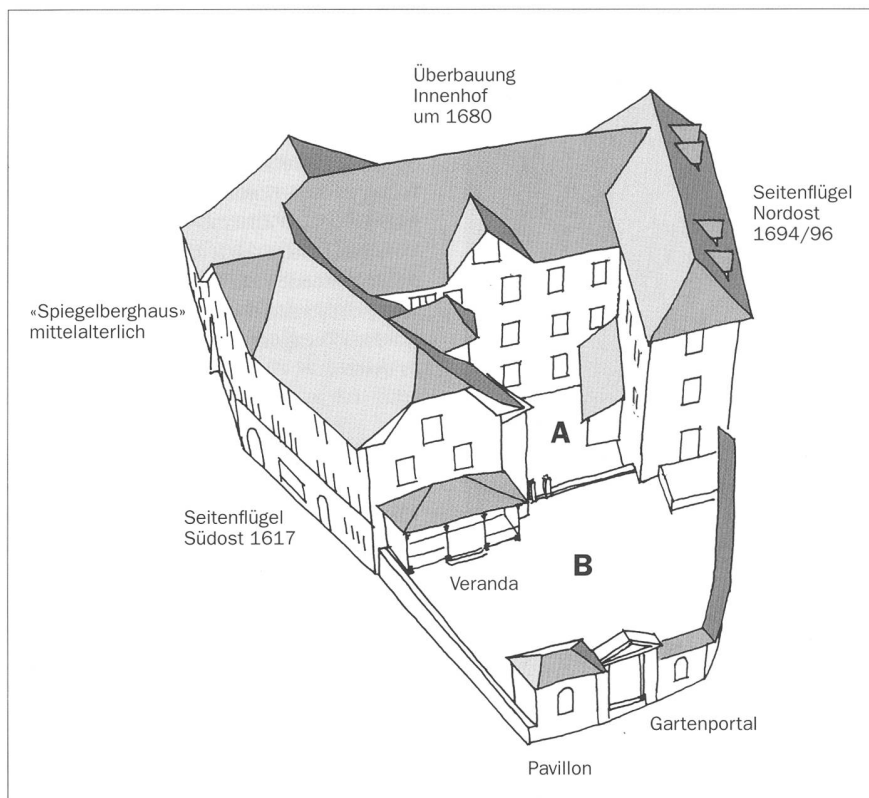 Überbauung
Innenhof
um 1680
Seitenflügel
Nordost
1694/96
«Spiegelberghaus»
mittelalterlich
A
Seitenflügel
Südost 1617
B
Veranda
Gartenportal
Pavillon